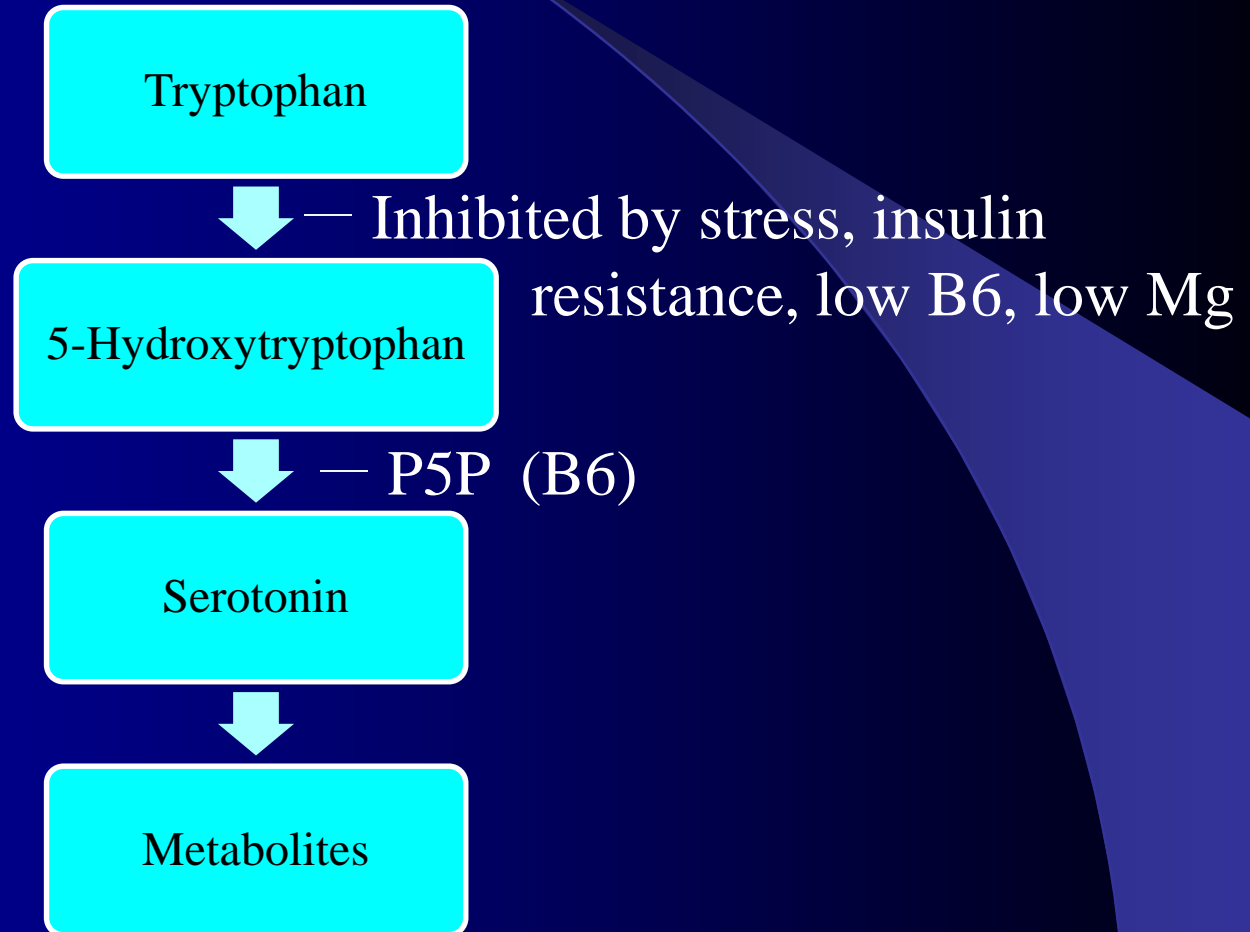 Tryptophan
Inhibited by stress, insulin
resistance, low B6, low Mg
5-Hydroxytryptophan
P5P (B6)
Serotonin
Metabolites